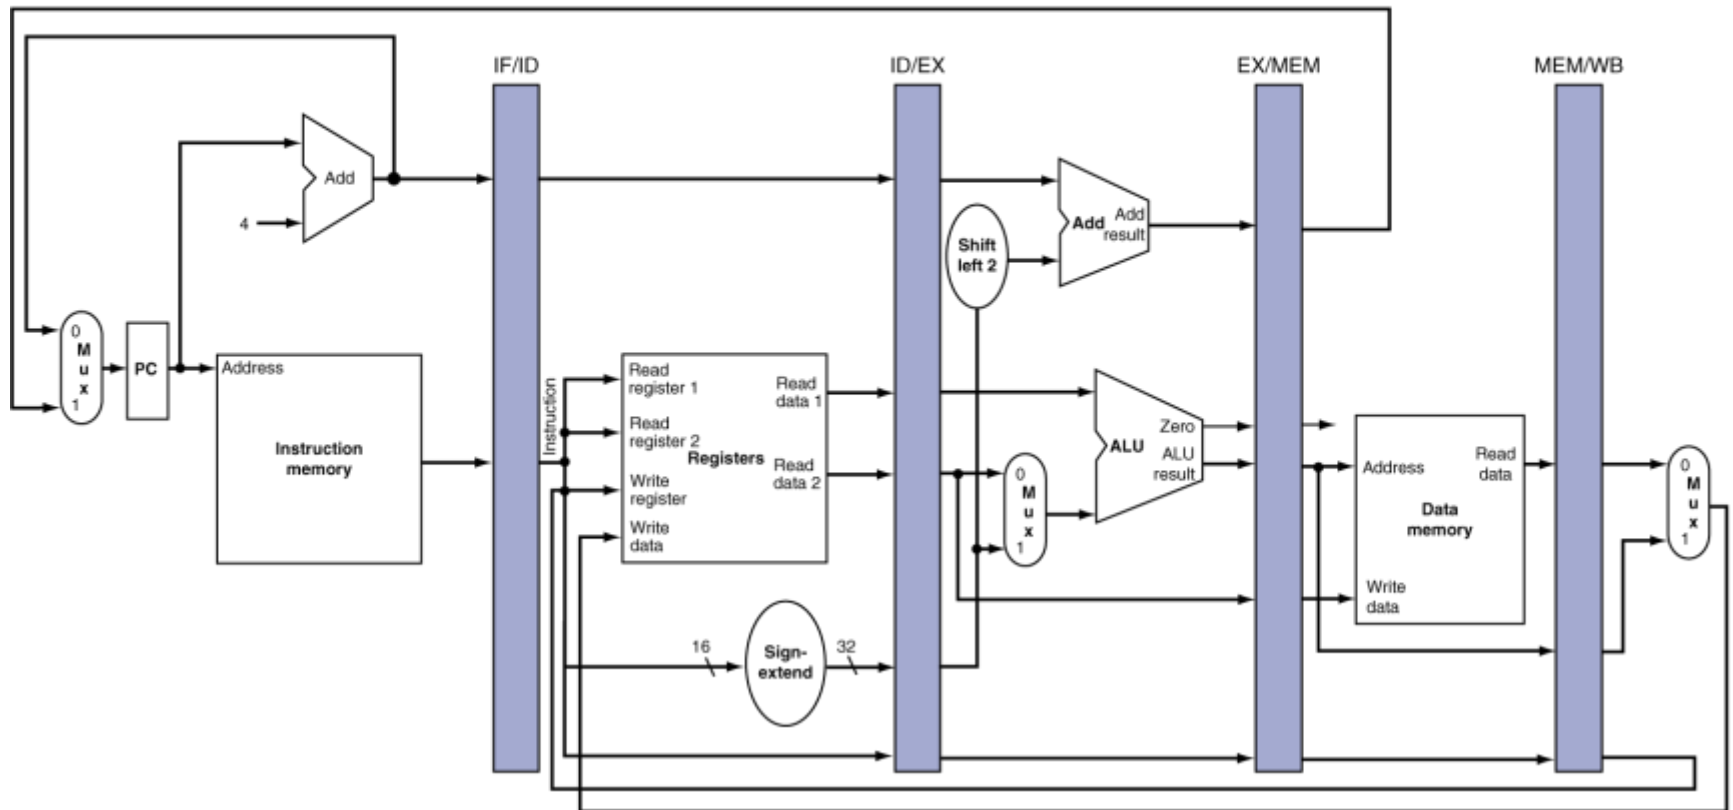 IF/ID
ID/EX
EX/MEM
MEM/WB
Add
4
Add
Add
result
Shift
left 2
0
M
u
x
1
PC
Address
Instruction
memory
Instruction
Read
register 1
Read
register 2
Write
register
Write
data
Registers
Read
data 1
Read
data 2
16
Sign-
extend
32
0
M
u
x
1
ALU
Zero
ALU
result
Address
Read
data
Data
memory
Write
data
0
M
u
x
1